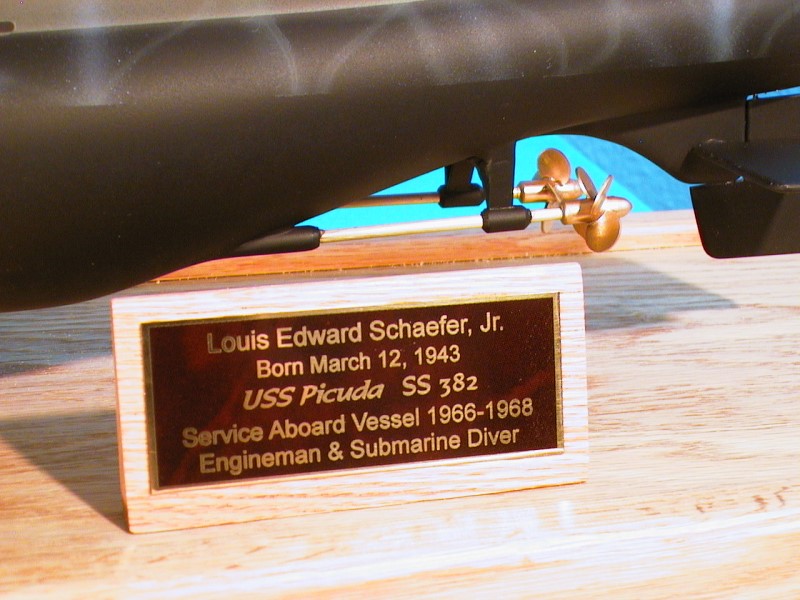 Louis Edward Schaefer, Jr.
Born March 12, 1943
USS Picuda SS 382
Service Aboard Vessel 1966-1968
Engineman & Submarine Diver